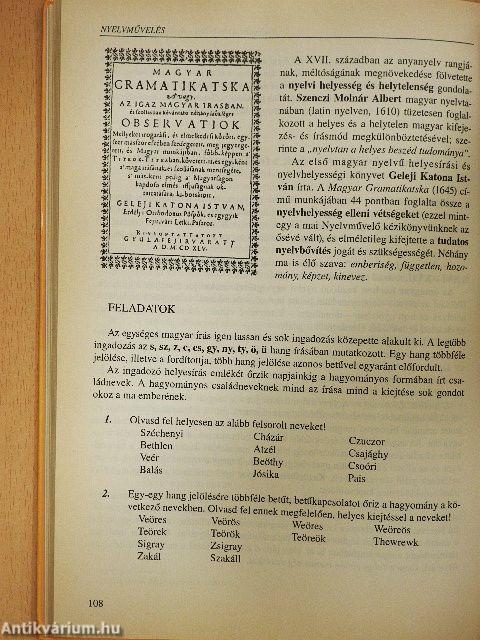 NYELVMŰVELÉS
MAGYAR
GRAMATIKATSKA
AZ IGAZ MAGYAR IRASBAN,
OBSERVATIOK
GELEJI KATONA ISTVAN,
GYULAFEJIRVARATT
A XVII. században az anyanyelv rangjá-
nak, méltóságának megnövekedése fölvetette
a nyelvi helyesség és helytelenség gondola-
tát. Szenczi Molnár Albert magyar nyelvta-
nában (latin nyelven, 1610) tüzetesen foglal-
kozott a helyes és a helytelen magyar kifeje-
zés- és írásmód megkülönböztetésével; sze-
rinte a „nyelvtan a helyes beszéd tudománya".
Az első magyar nyelvű helyesírási és
nyelvhelyességi könyvet Geleji Katona Ist-
ván írta. A Magyar Gramatikatska (1645) cí-
mű munkájában 44 pontban foglalta össze a
nyelvhelyesség elleni vétségeket (ezzel mint-
egy a mai Nyelvművelő kézikönyvünknek az
ősévé vált), és elméletileg kifejtette a tudatos
nyelvbővítés jogát és szükségességét. Néhány
ma is élő szava: emberiség, független, hozo-
mány, képzet, kinevez.
FELADATOK
Az egységes magyar írás igen lassan és sok ingadozás közepette alakult ki. A legtöbb
ingadozás az s, sz, z, c, cs, gy, ny, ty, ö, ü hang írásában mutatkozott. Egy hang többféle
jelölése, illetve a fordítottja, több hang jelölése azonos betűvel egyaránt előfordult.
Az ingadozó helyesírás emlékét őrzik napjainkig a hagyományos formában írt csa-
ládnevek. A hagyományos családneveknek mind az írása mind a kiejtése sok gondot
okoz a ma emberének.
1. Olvasd fel helyesen az alább felsorolt neveket!
Széchenyi Cházár Czuczor
Bethlen Atzél Csajághy
Veér Beöthy Csoóri
Balás Jósika Pais
2. Egy-egy hang jelölésére többféle betűt, betűkapcsolatot őriz a hagyomány a kö-
vetkező nevekben. Olvasd fel ennek megfelelően, helyes kiejtéssel a neveket!
Veöres Veörös Weöres Weöreös
Teörek Teörök Teöreök Thewrewk
Sigray Zsigray
Zakál Szakáll
108
Antikvárium.hu